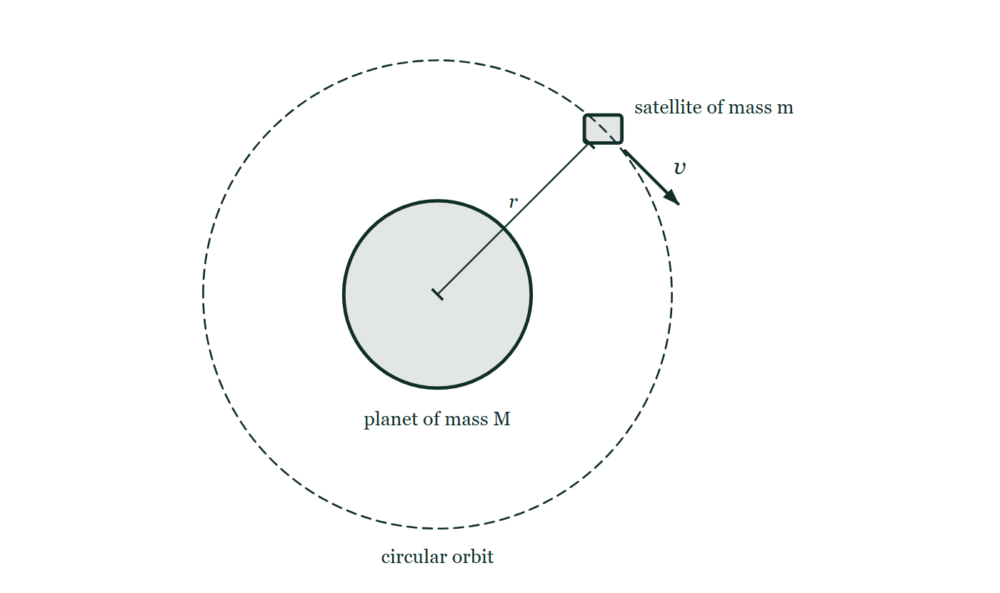 satellite of mass m
v
r
planet of mass M
circular orbit